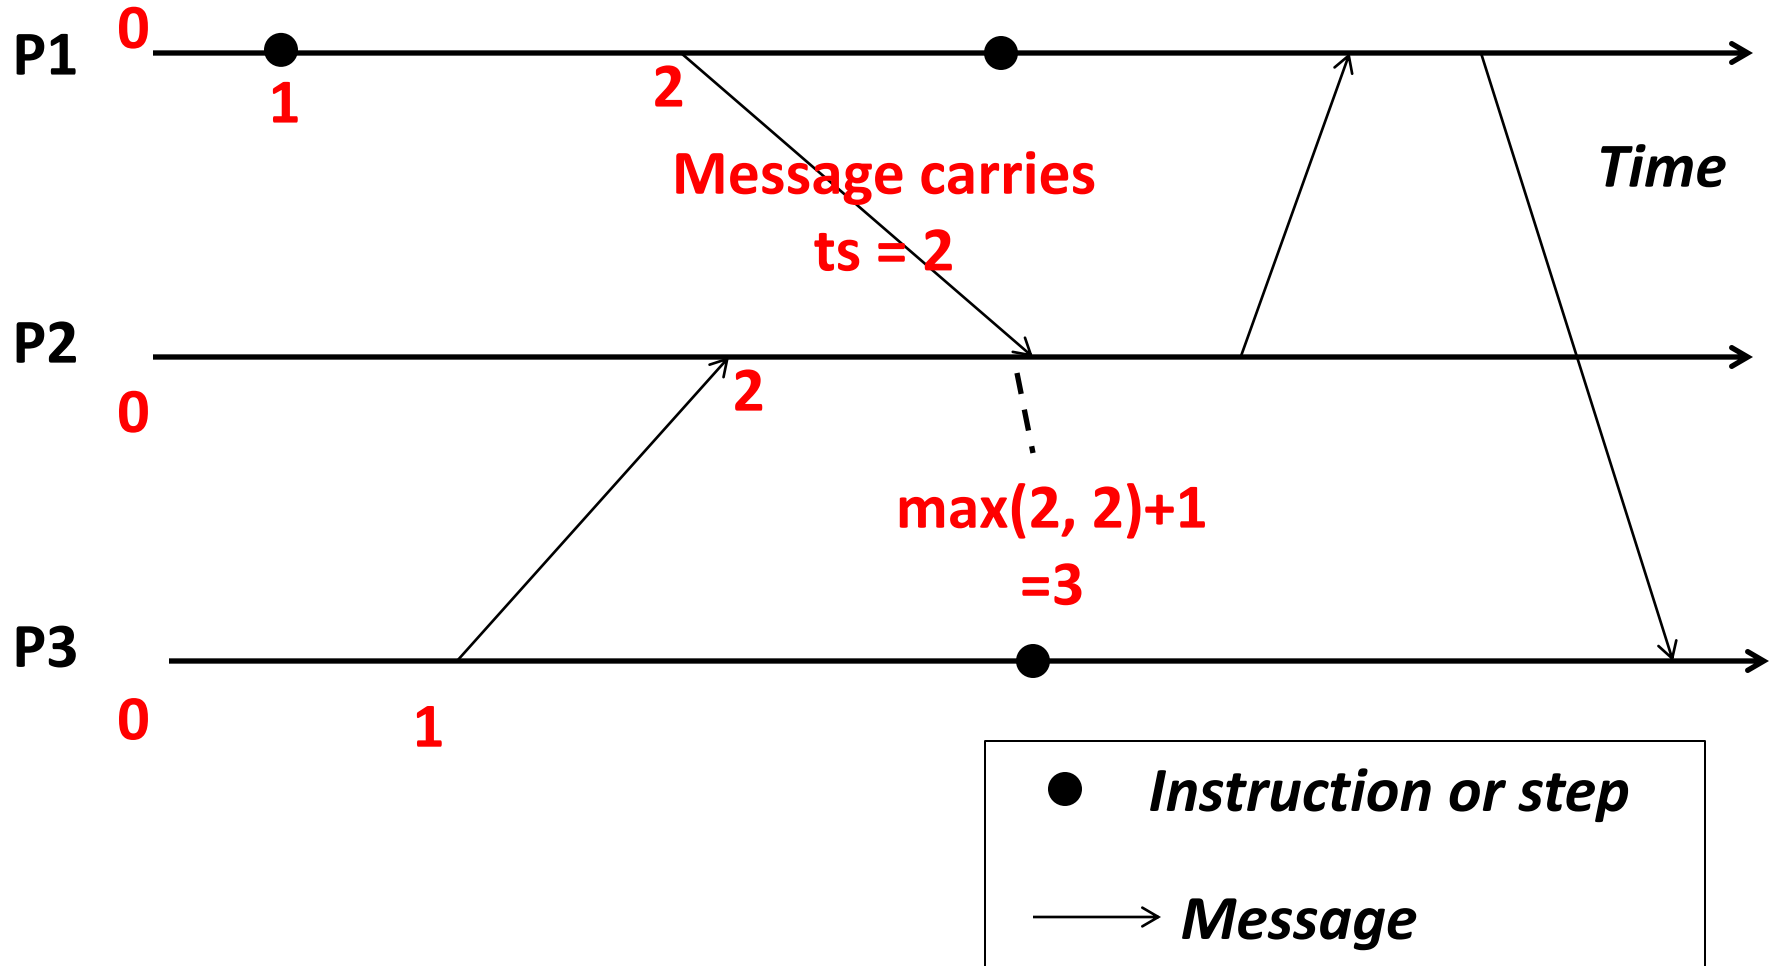 0
P1
1
2
Message carries
ts = 2
Time
P2
0
2
max(2, 2)+1
=3
P3
0
1
Instruction or step
Message